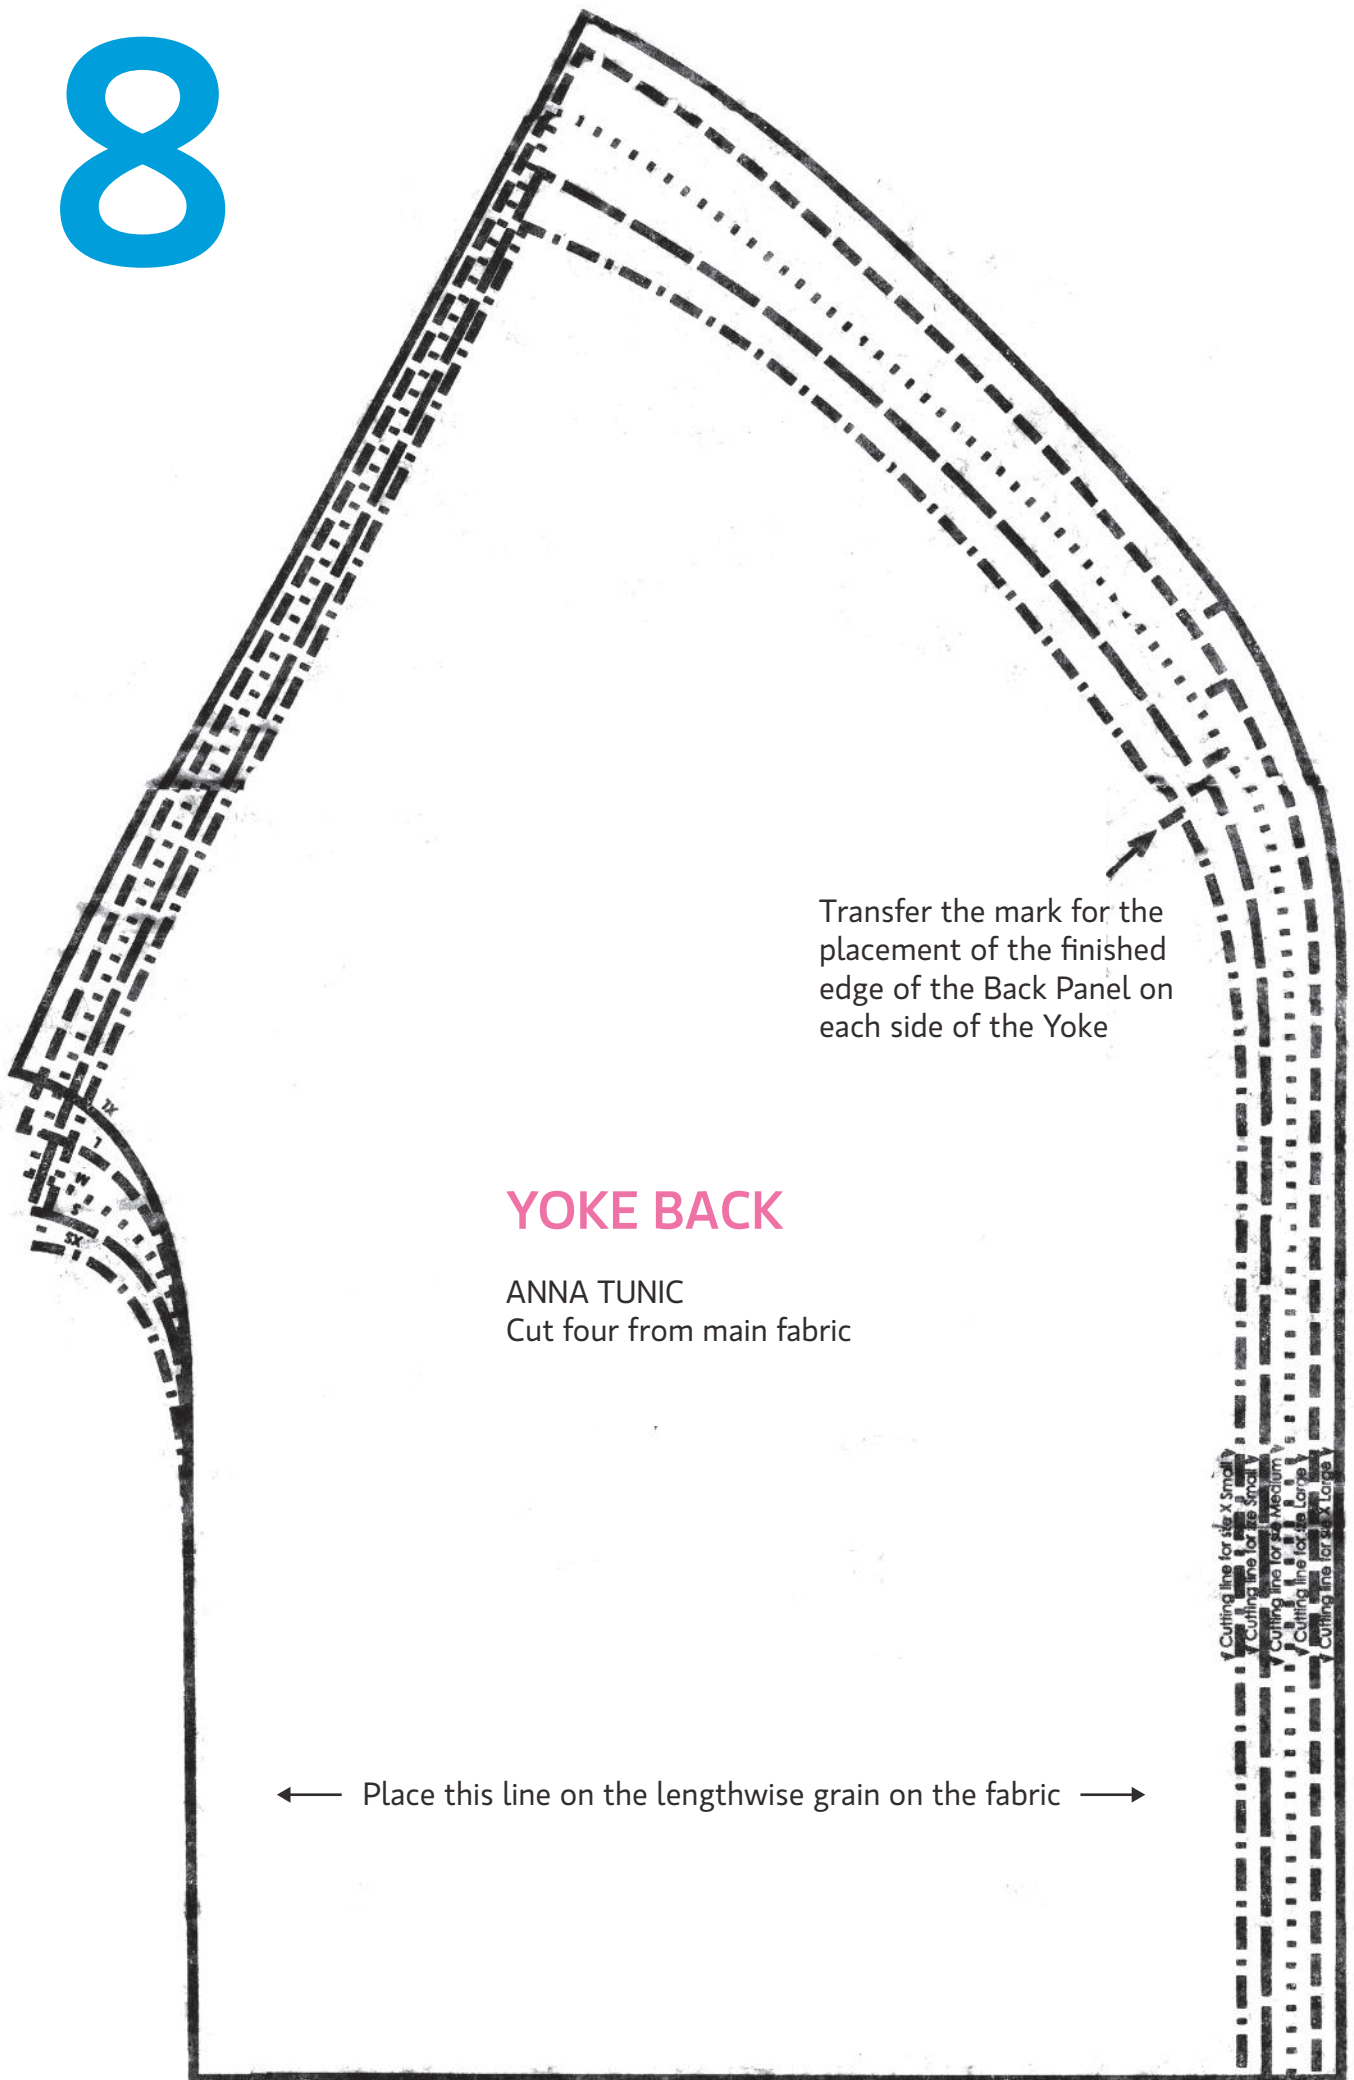 8
Transfer the mark for the
placement of the finished
edge of the Back Panel on
each side of the Yoke
XL
L
M
S
XS
YOKE BACK
ANNA TUNIC
Cut four from main fabric
Cutting line for size X Small
Cutting line for size Small
Cutting line for size Medium
Cutting line for size Large
Cutting line for size X Large
Place this line on the lengthwise grain on the fabric